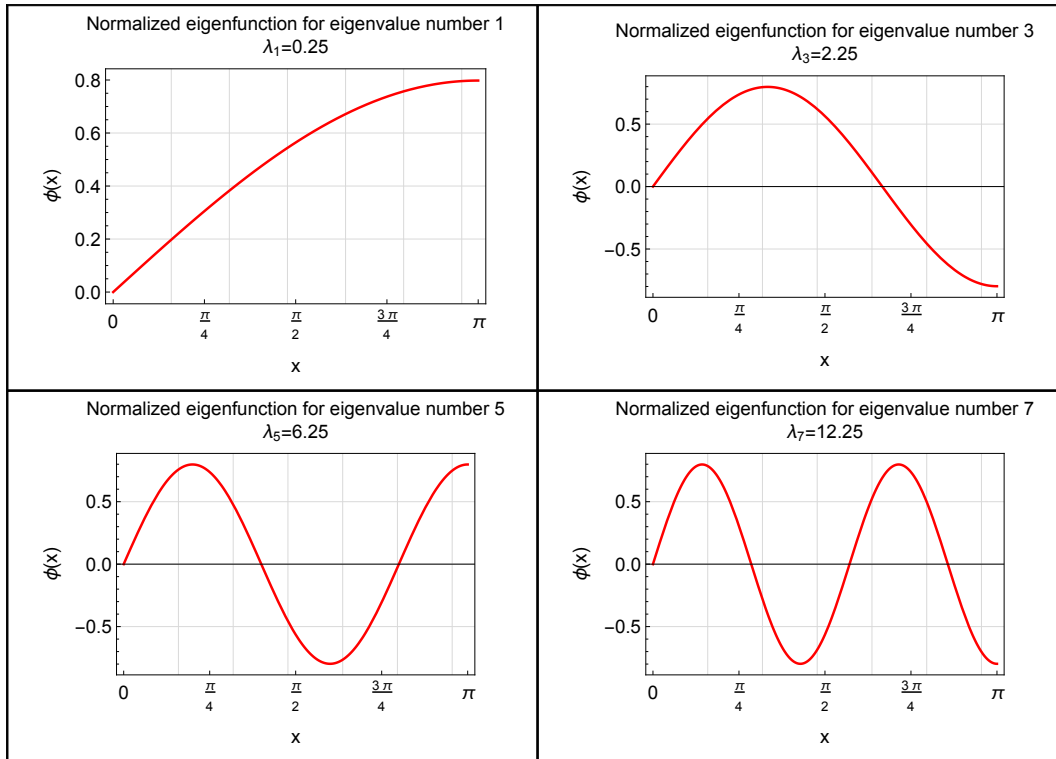 Normalized eigenfunction for eigenvalue number 1
λ₁=0.25
ϕ(x)
0.8
0.6
0.4
0.2
0.0
0
π/4
π/2
3 π/4
π
x
Normalized eigenfunction for eigenvalue number 3
λ₃=2.25
ϕ(x)
0.5
0.0
−0.5
0
π/4
π/2
3 π/4
π
x
Normalized eigenfunction for eigenvalue number 5
λ₅=6.25
ϕ(x)
0.5
0.0
−0.5
0
π/4
π/2
3 π/4
π
x
Normalized eigenfunction for eigenvalue number 7
λ₇=12.25
ϕ(x)
0.5
0.0
−0.5
0
π/4
π/2
3 π/4
π
x